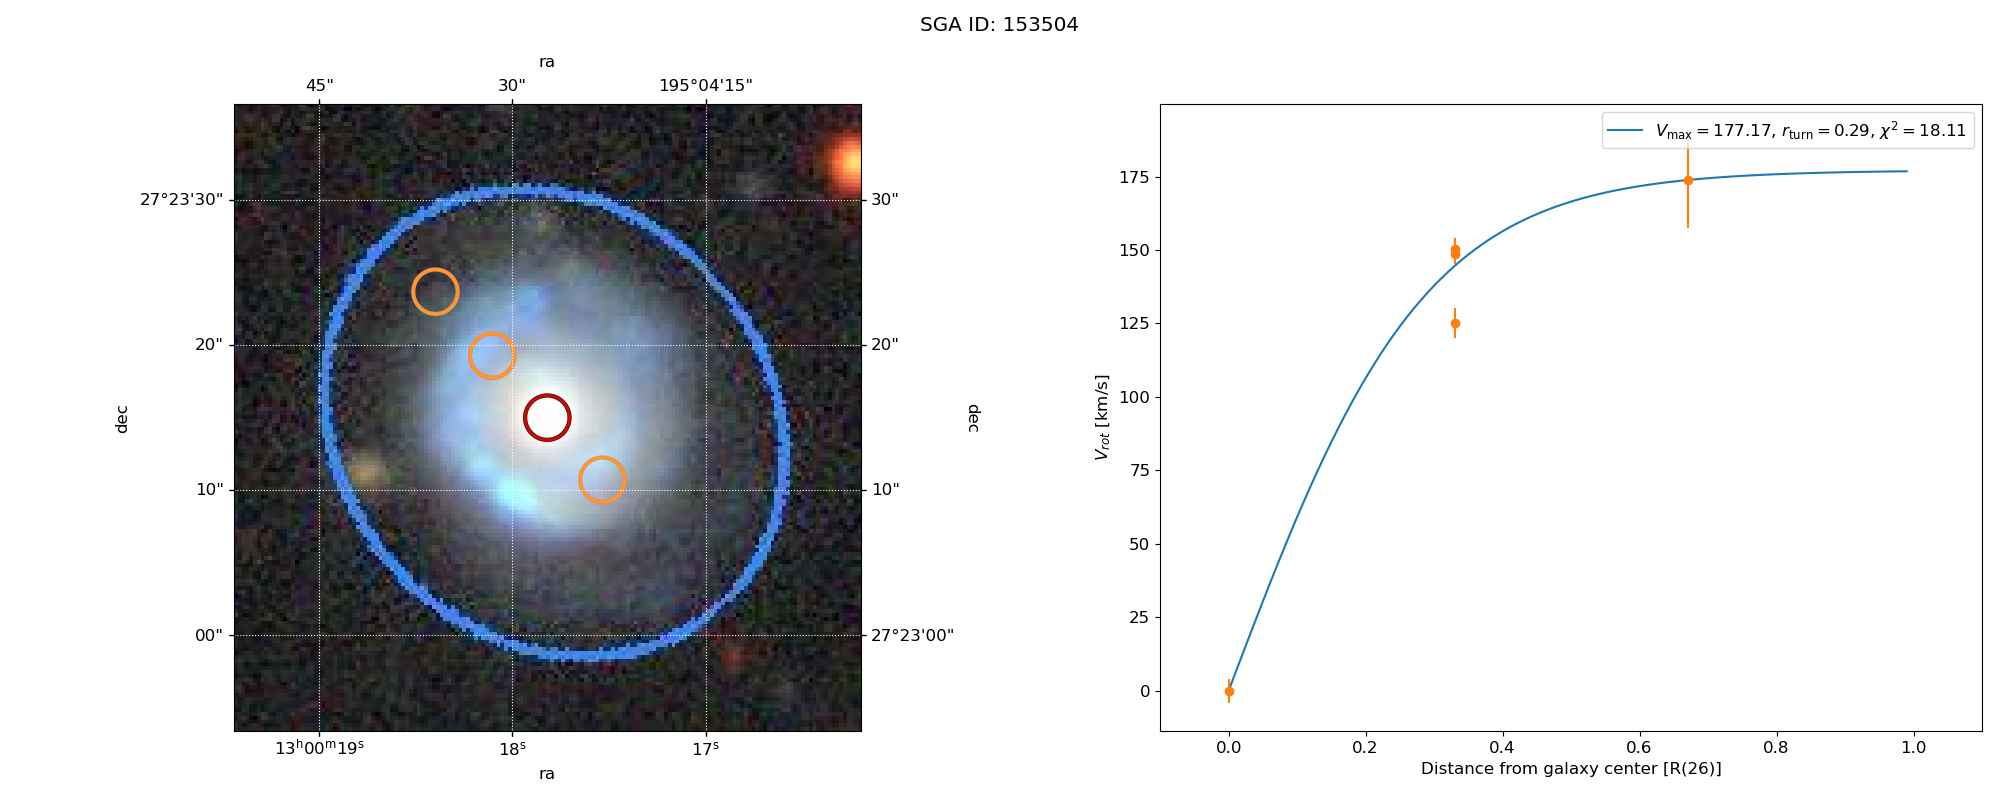 SGA ID: 153504
ra
45" 30" 195°04'15"
27°23'30" 30"
20" 20"
dec dec
10" 10"
00" 27°23'00"
13ʰ00ᵐ19ˢ 18ˢ 17ˢ
ra
V_max = 177.17, r_turn = 0.29, χ² = 18.11
175
150
125
100
75
50
25
0
V_rot [km/s]
0.0 0.2 0.4 0.6 0.8 1.0
Distance from galaxy center [R(26)]